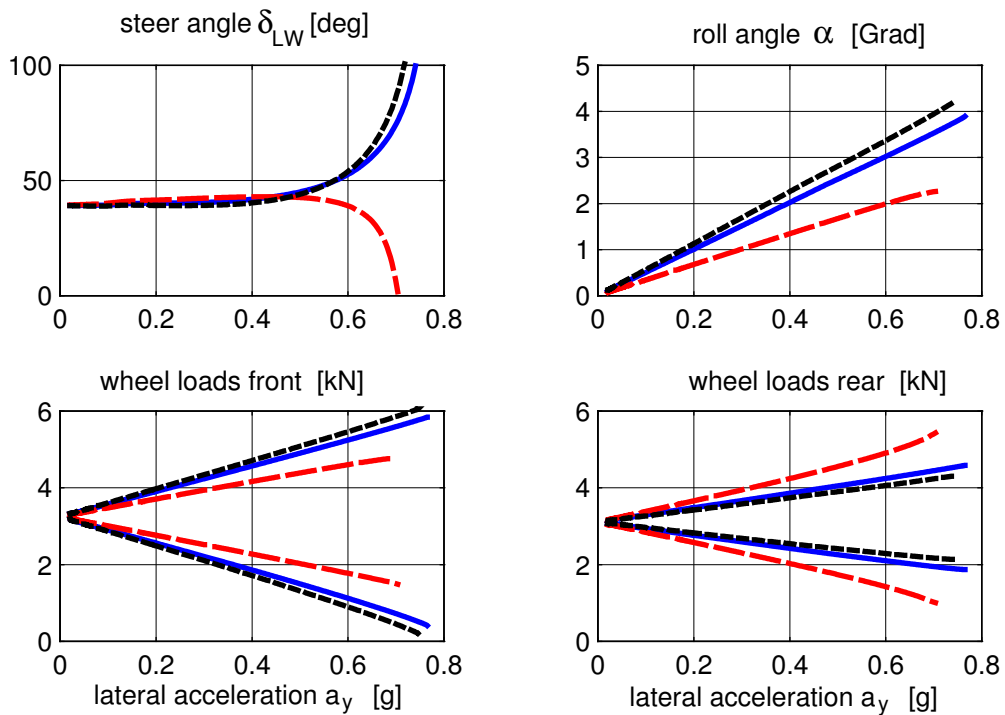 steer angle δLW [deg]
100
50
0
0 0.2 0.4 0.6 0.8
roll angle α [Grad]
5
4
3
2
1
0
0 0.2 0.4 0.6 0.8
wheel loads front [kN]
6
4
2
0
0 0.2 0.4 0.6 0.8
lateral acceleration ay [g]
wheel loads rear [kN]
6
4
2
0
0 0.2 0.4 0.6 0.8
lateral acceleration ay [g]